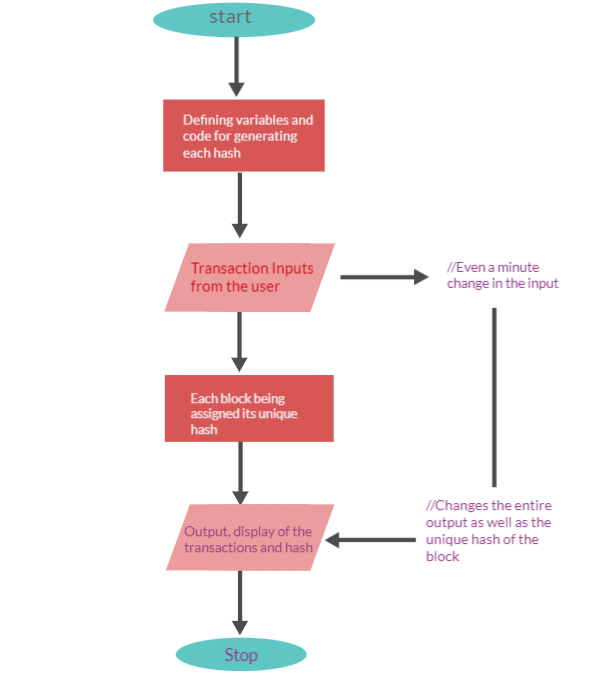 start
Defining variables and
code for generating
each hash
Transaction Inputs
from the user
//Even a minute
change in the input
Each block being
assigned its unique
hash
//Changes the entire
output as well as the
unique hash of the
block
Output, display of the
transactions and hash
Stop